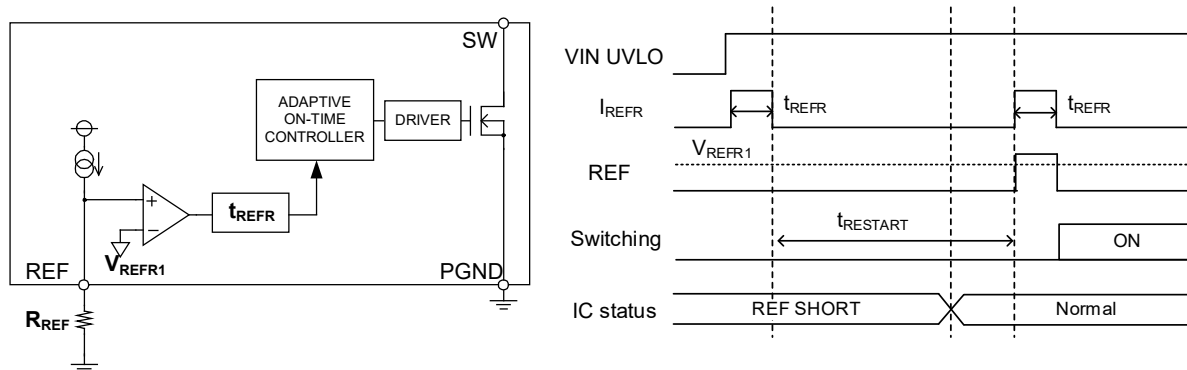 SW
ADAPTIVE
ON-TIME
CONTROLLER
DRIVER
+
−
tREFR
VREFR1
REF
PGND
RREF
VIN UVLO
IREFR
tREFR
tREFR
VREFR1
REF
tRESTART
Switching
ON
IC status
REF SHORT
Normal